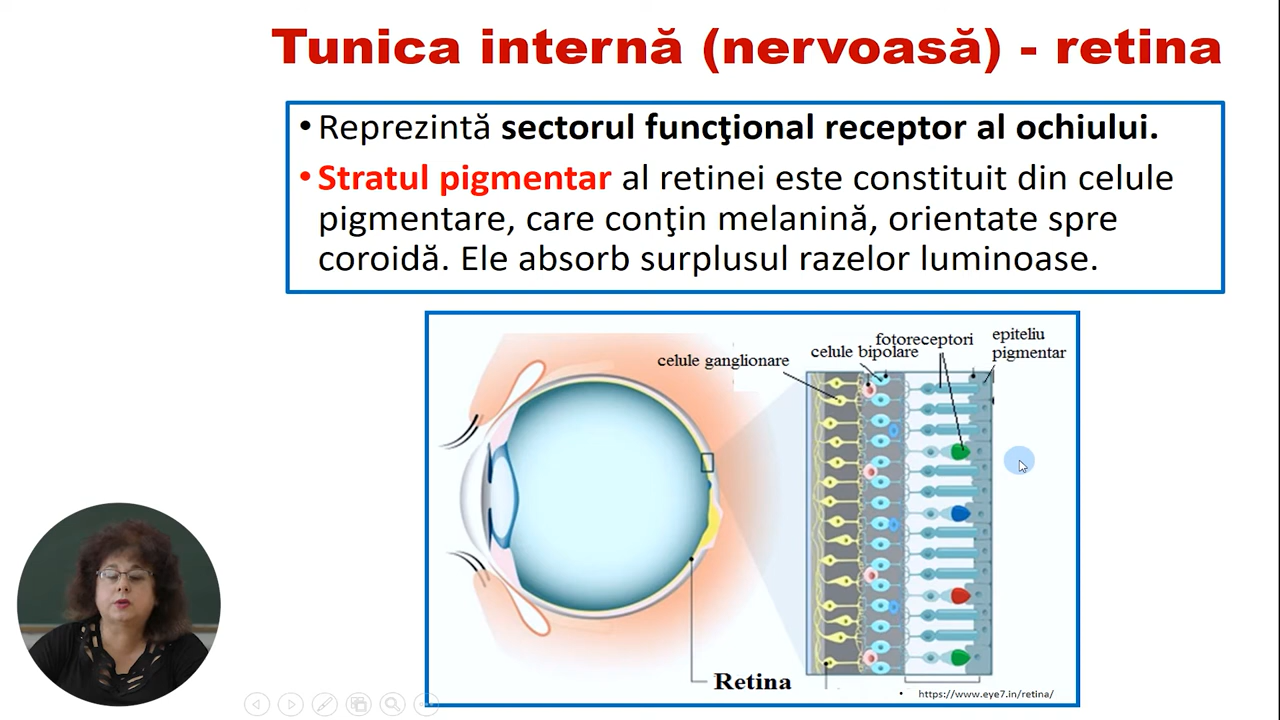 Tunica internă (nervoasă) - retina
• Reprezintă sectorul funcţional receptor al ochiului.
• Stratul pigmentar al retinei este constituit din celule
pigmentare, care conţin melanină, orientate spre
coroidă. Ele absorb surplusul razelor luminoase.
celule ganglionare
celule bipolare
fotoreceptori
epiteliu
pigmentar
Retina
• https://www.eye7.in/retina/